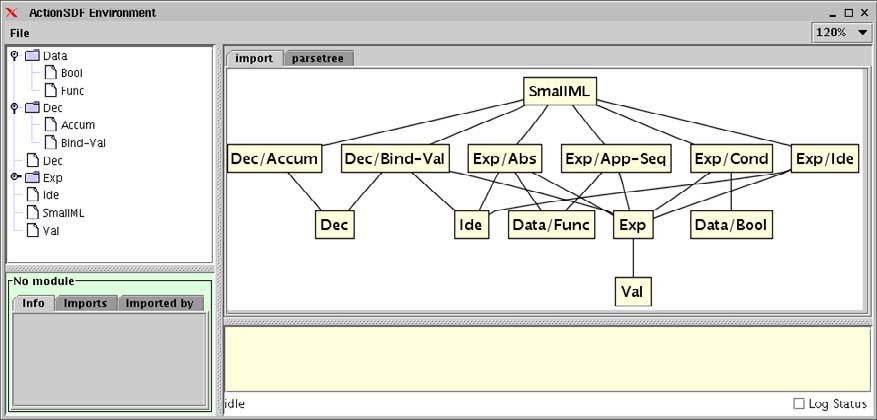 ActionSDF Environment
File
120%
Data
Bool
Func
Dec
Accum
Bind-Val
Dec
Exp
Ide
SmallML
Val
No module
Info Imports Imported by
import parsetree
SmallML
Dec/Accum Dec/Bind-Val Exp/Abs Exp/App-Seq Exp/Cond Exp/Ide
Dec Ide Data/Func Exp Data/Bool
Val
idle
Log Status